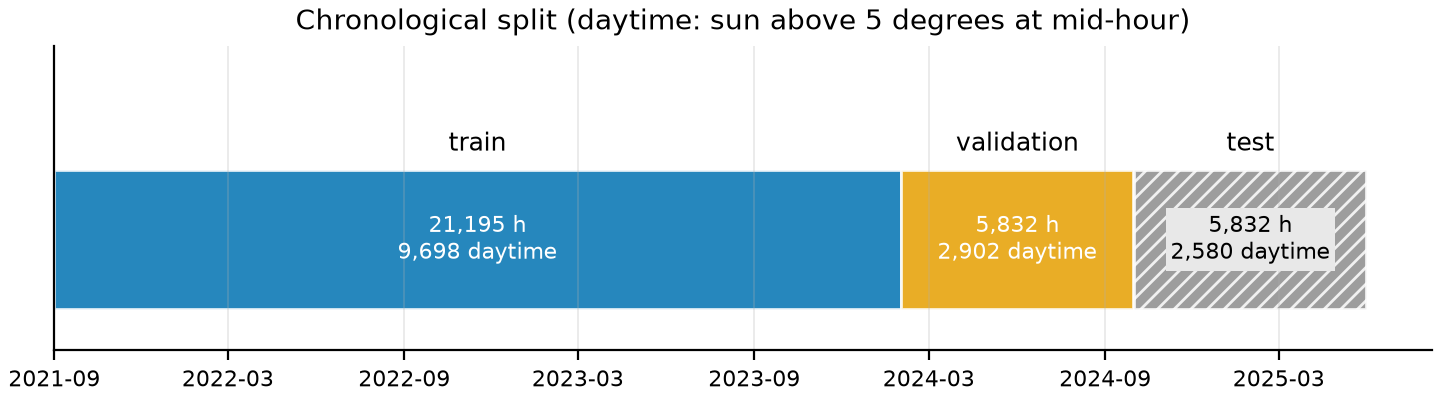 Chronological split (daytime: sun above 5 degrees at mid-hour)
train
validation
test
21,195 h
9,698 daytime
5,832 h
2,902 daytime
5,832 h
2,580 daytime
2021-09
2022-03
2022-09
2023-03
2023-09
2024-03
2024-09
2025-03